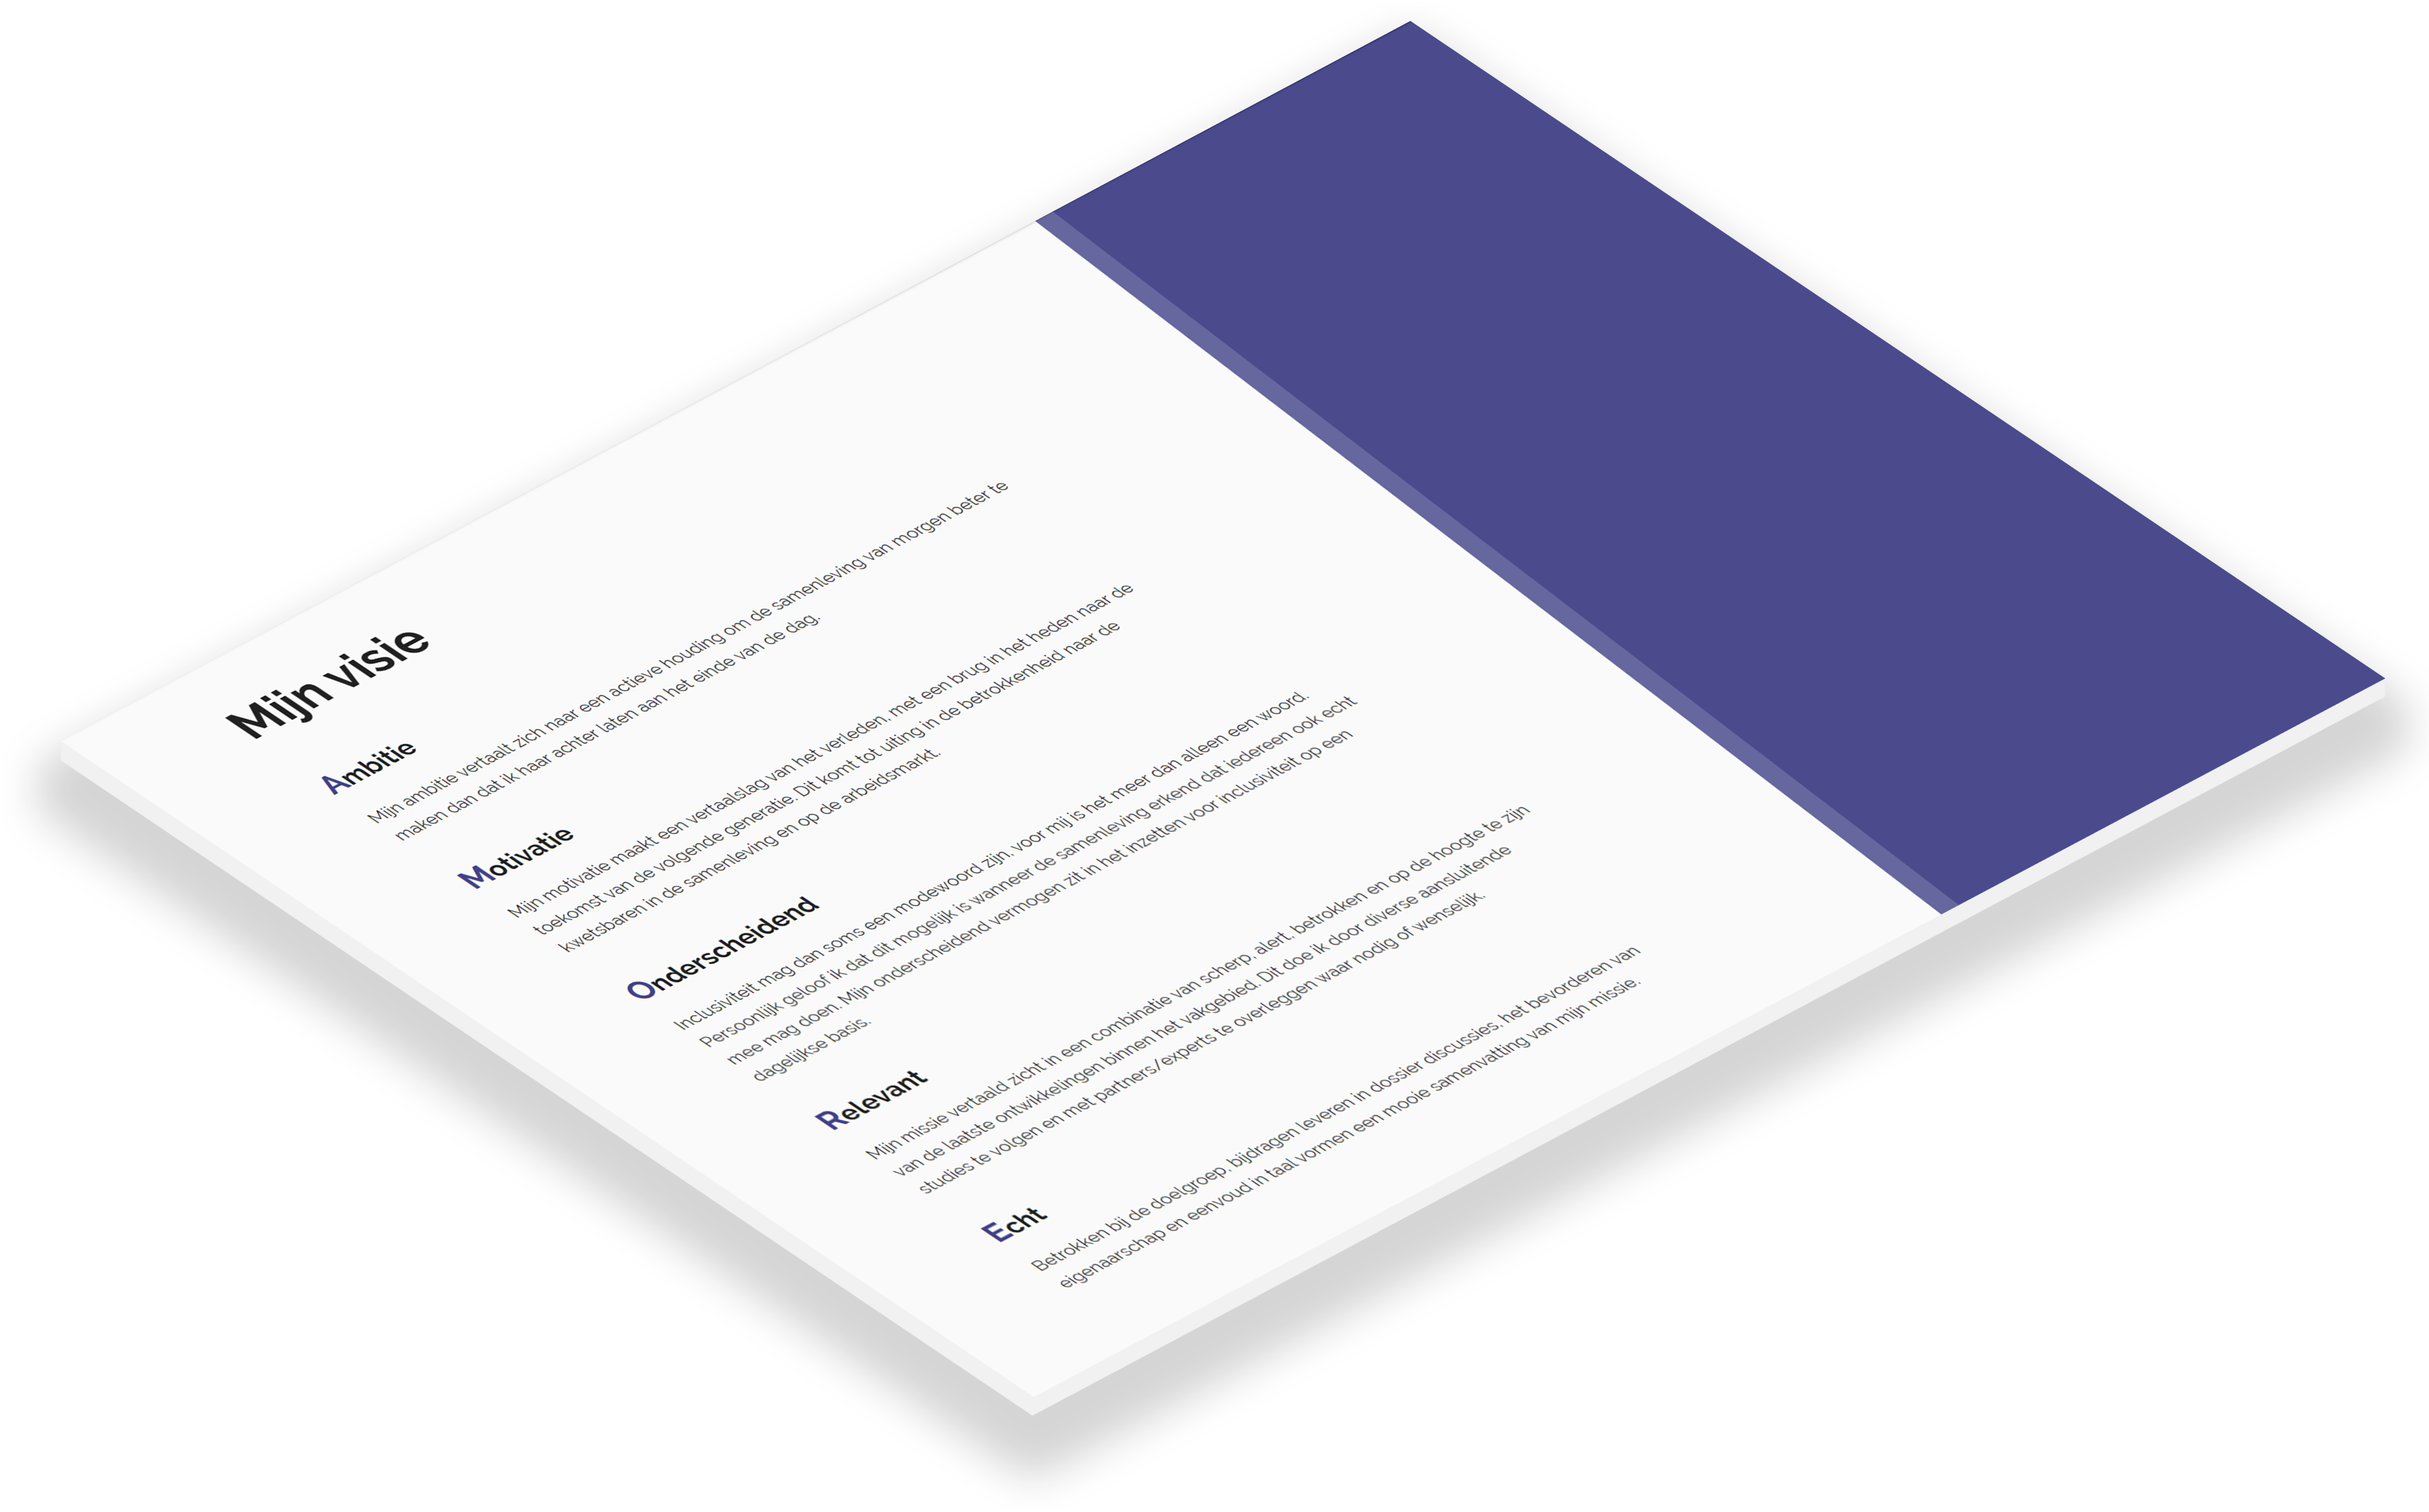 Mijn visie
Ambitie
Mijn ambitie vertaalt zich naar een actieve houding om de samenleving van morgen beter te
maken dan dat ik haar achter laten aan het einde van de dag.
Motivatie
Mijn motivatie maakt een vertaalslag van het verleden, met een brug in het heden naar de
toekomst van de volgende generatie. Dit komt tot uiting in de betrokkenheid naar de
kwetsbaren in de samenleving en op de arbeidsmarkt.
Onderscheidend
Inclusiviteit mag dan soms een modewoord zijn, voor mij is het meer dan alleen een woord.
Persoonlijk geloof ik dat dit mogelijk is wanneer de samenleving erkend dat iedereen ook echt
mee mag doen. Mijn onderscheidend vermogen zit in het inzetten voor inclusiviteit op een
dagelijkse basis.
Relevant
Mijn missie vertaald zicht in een combinatie van scherp, alert, betrokken en op de hoogte te zijn
van de laatste ontwikkelingen binnen het vakgebied. Dit doe ik door diverse aansluitende
studies te volgen en met partners/experts te overleggen waar nodig of wenselijk.
Echt
Betrokken bij de doelgroep, bijdragen leveren in dossier discussies, het bevorderen van
eigenaarschap en eenvoud in taal vormen een mooie samenvatting van mijn missie.